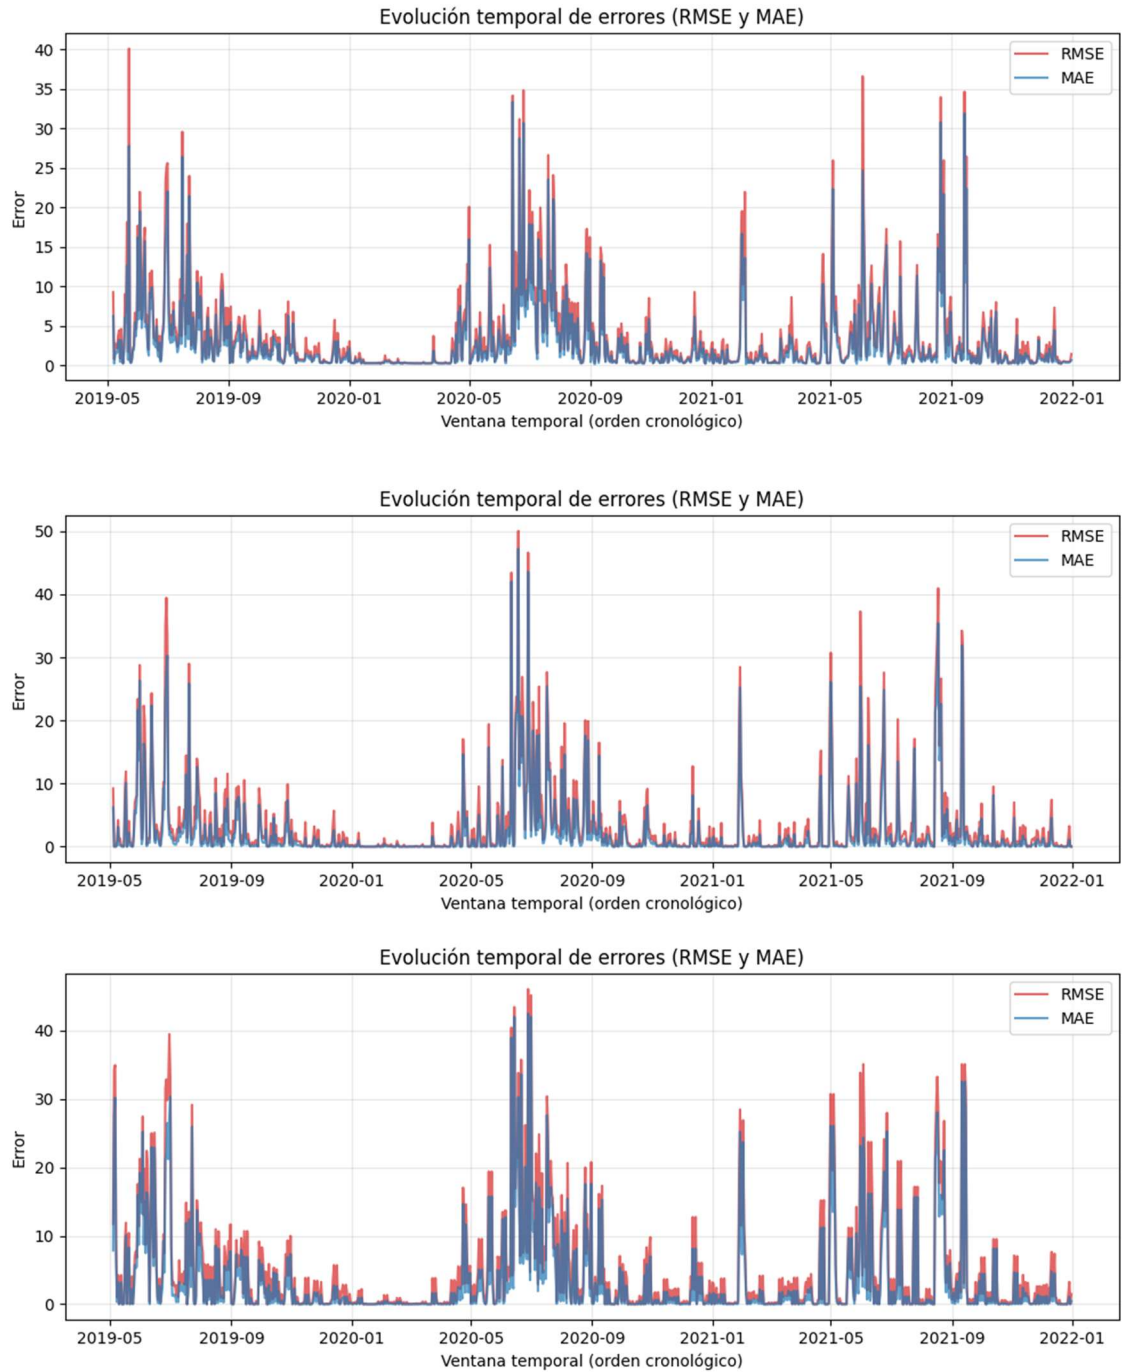 Evolución temporal de errores (RMSE y MAE)
40
35
30
25
20
15
10
5
0
Error
RMSE
MAE
2019-05 2019-09 2020-01 2020-05 2020-09 2021-01 2021-05 2021-09 2022-01
Ventana temporal (orden cronológico)
Evolución temporal de errores (RMSE y MAE)
50
40
30
20
10
0
Error
RMSE
MAE
2019-05 2019-09 2020-01 2020-05 2020-09 2021-01 2021-05 2021-09 2022-01
Ventana temporal (orden cronológico)
Evolución temporal de errores (RMSE y MAE)
40
30
20
10
0
Error
RMSE
MAE
2019-05 2019-09 2020-01 2020-05 2020-09 2021-01 2021-05 2021-09 2022-01
Ventana temporal (orden cronológico)